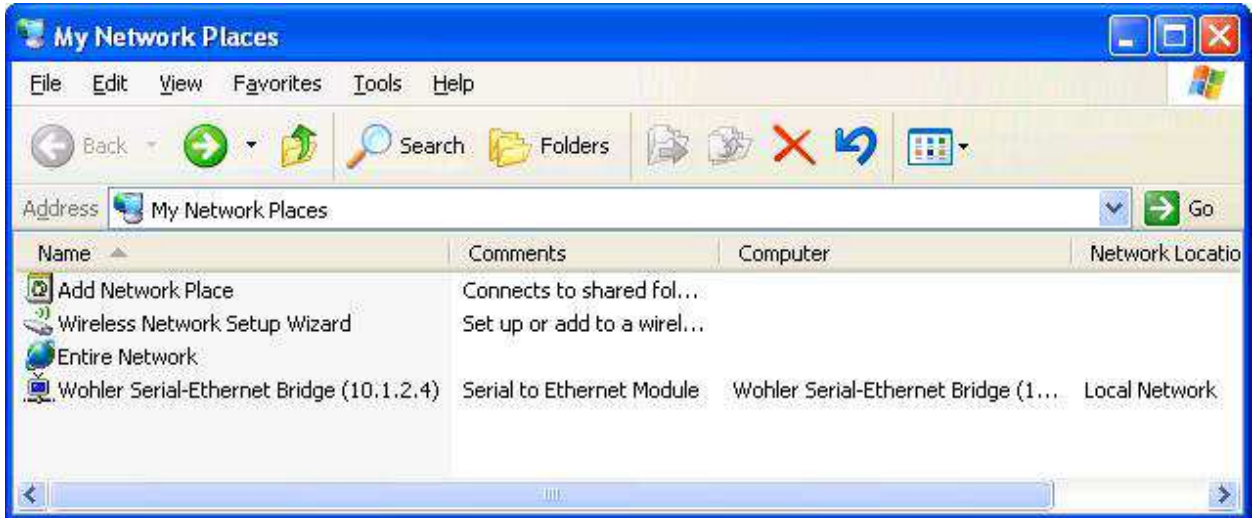 My Network Places
File Edit View Favorites Tools Help
Back Search Folders
Address My Network Places Go
Name Comments Computer Network Locatio
Add Network Place Connects to shared fol...
Wireless Network Setup Wizard Set up or add to a wirel...
Entire Network
Wohler Serial-Ethernet Bridge (10.1.2.4) Serial to Ethernet Module Wohler Serial-Ethernet Bridge (1... Local Network